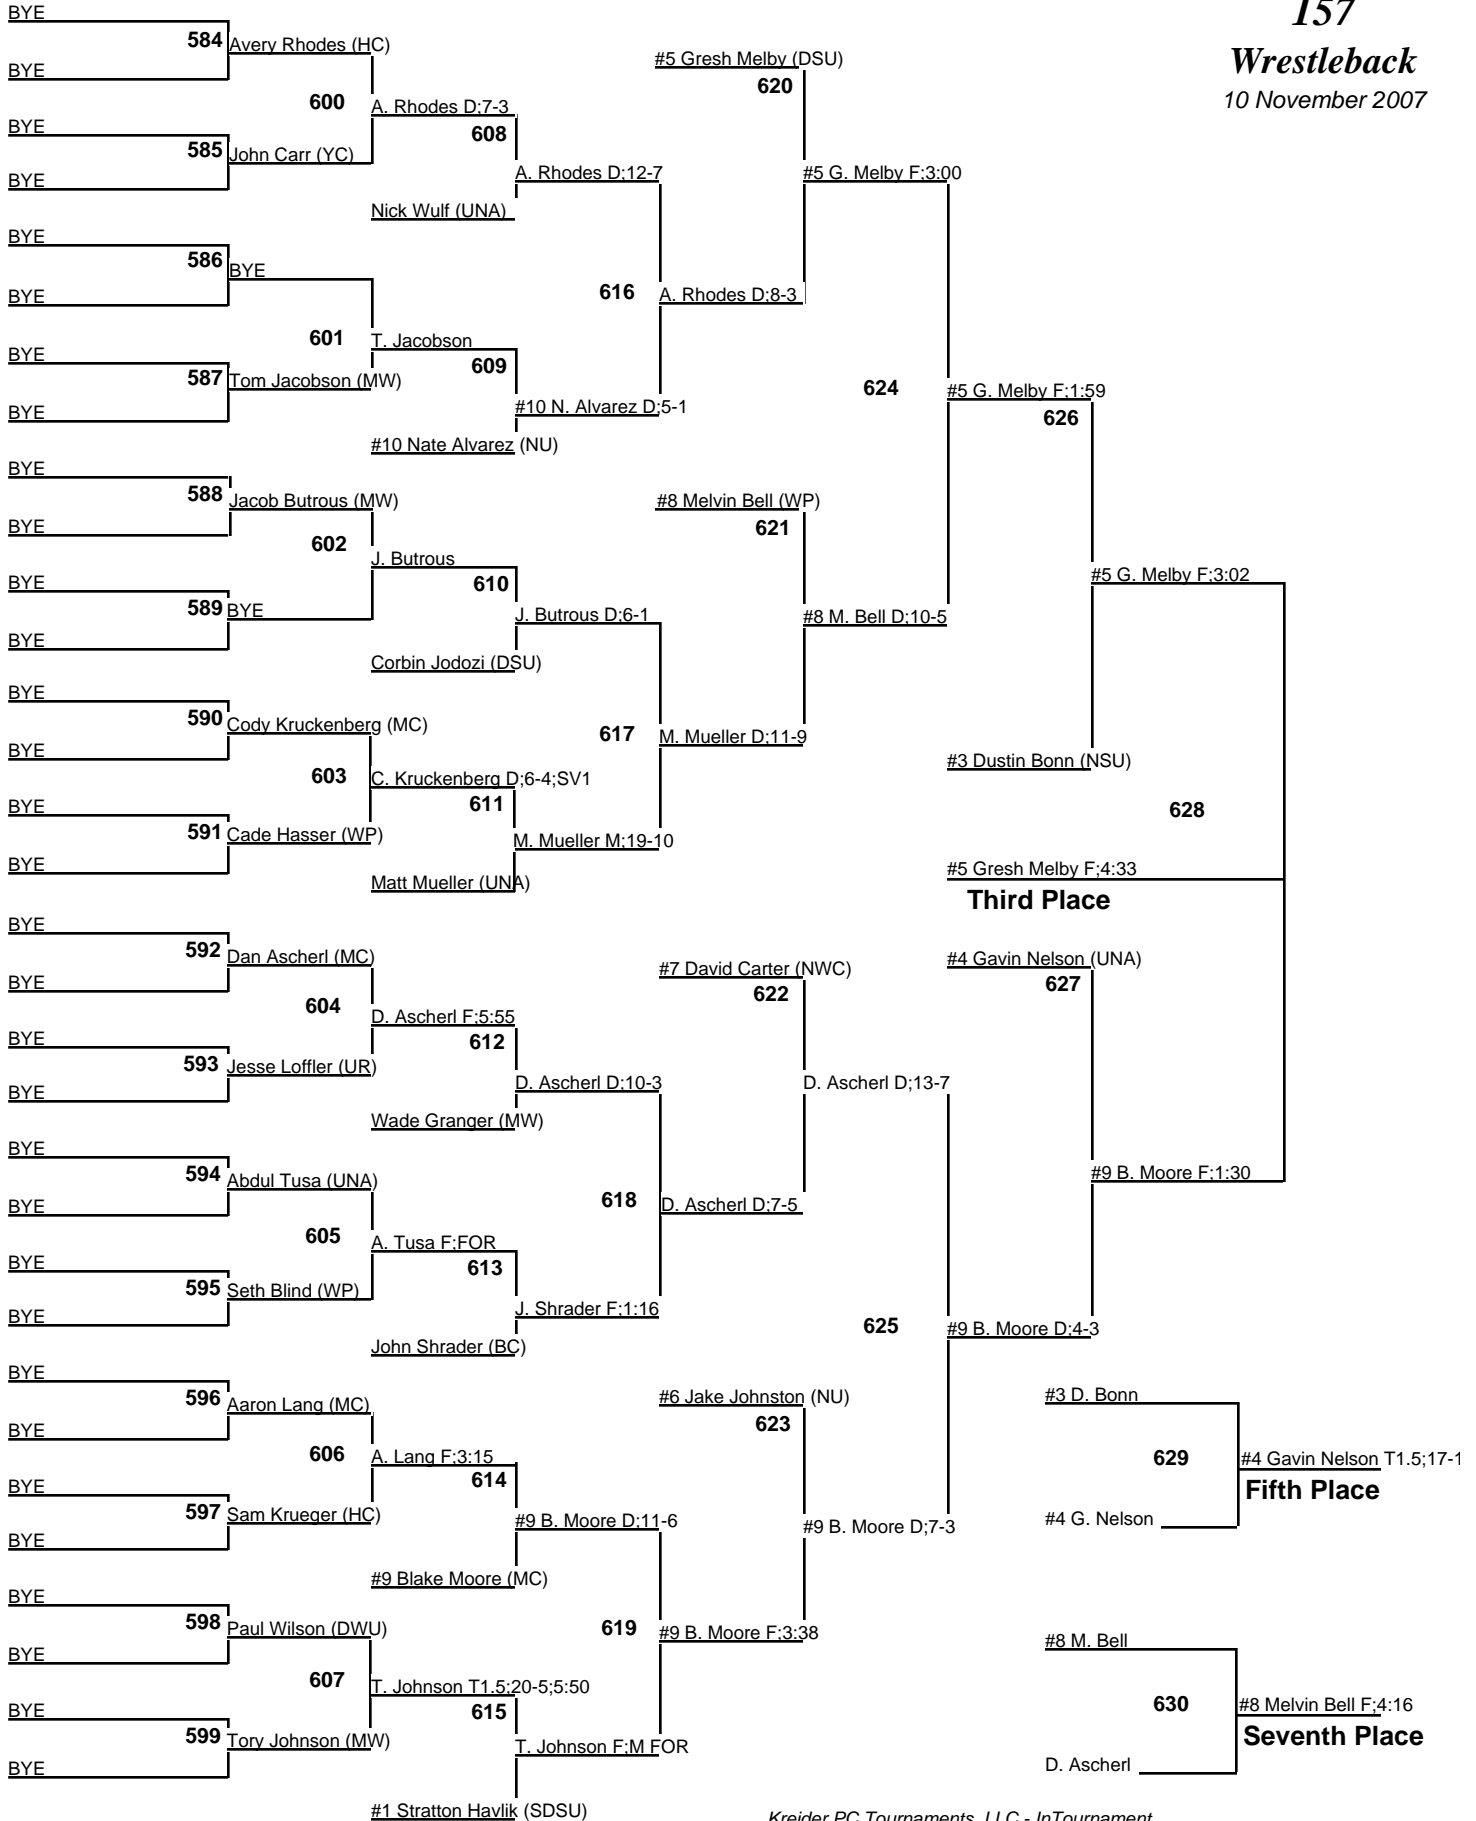 157
Wrestleback
10 November 2007
BYE
584 Avery Rhodes (HC)
BYE
600 A. Rhodes D;7-3
BYE
585 John Carr (YC)
BYE
608 A. Rhodes D;12-7
Nick Wulf (UNA)
BYE
586 BYE
BYE
601 T. Jacobson
BYE
587 Tom Jacobson (MW)
BYE
609 #10 N. Alvarez D;5-1
#10 Nate Alvarez (NU)
616 A. Rhodes D;8-3
#5 Gresh Melby (DSU)
620 #5 G. Melby F;3:00
BYE
588 Jacob Butrous (MW)
BYE
602 J. Butrous
BYE
589 BYE
BYE
610 J. Butrous D;6-1
Corbin Jodozi (DSU)
BYE
590 Cody Kruckenberg (MC)
BYE
603 C. Kruckenberg D;6-4;SV1
BYE
591 Cade Hasser (WP)
BYE
611 M. Mueller M;19-10
Matt Mueller (UNA)
617 M. Mueller D;11-9
#8 Melvin Bell (WP)
621 #8 M. Bell D;10-5
624 #5 G. Melby F;1:59
626 #5 G. Melby F;3:02
#3 Dustin Bonn (NSU)
628
#5 Gresh Melby F;4:33
Third Place
BYE
592 Dan Ascherl (MC)
BYE
604 D. Ascherl F;5:55
BYE
593 Jesse Loffler (UR)
BYE
612 D. Ascherl D;10-3
Wade Granger (MW)
BYE
594 Abdul Tusa (UNA)
BYE
605 A. Tusa F;FOR
BYE
595 Seth Blind (WP)
BYE
613 J. Shrader F;1:16
John Shrader (BC)
618 D. Ascherl D;7-5
#7 David Carter (NWC)
622 D. Ascherl D;13-7
BYE
596 Aaron Lang (MC)
BYE
606 A. Lang F;3:15
BYE
597 Sam Krueger (HC)
BYE
614 #9 B. Moore D;11-6
#9 Blake Moore (MC)
BYE
598 Paul Wilson (DWU)
BYE
607 T. Johnson T1.5;20-5;5:50
BYE
599 Tory Johnson (MW)
BYE
615 T. Johnson F;M FOR
#1 Stratton Havlik (SDSU)
619 #9 B. Moore F;3:38
#6 Jake Johnston (NU)
623 #9 B. Moore D;7-3
625 #9 B. Moore D;4-3
#4 Gavin Nelson (UNA)
627 #9 B. Moore F;1:30
#3 D. Bonn
629 #4 Gavin Nelson T1.5;17-1
Fifth Place
#4 G. Nelson
#8 M. Bell
630 #8 Melvin Bell F;4:16
Seventh Place
D. Ascherl
Kreider PC Tournaments, LLC - InTournament